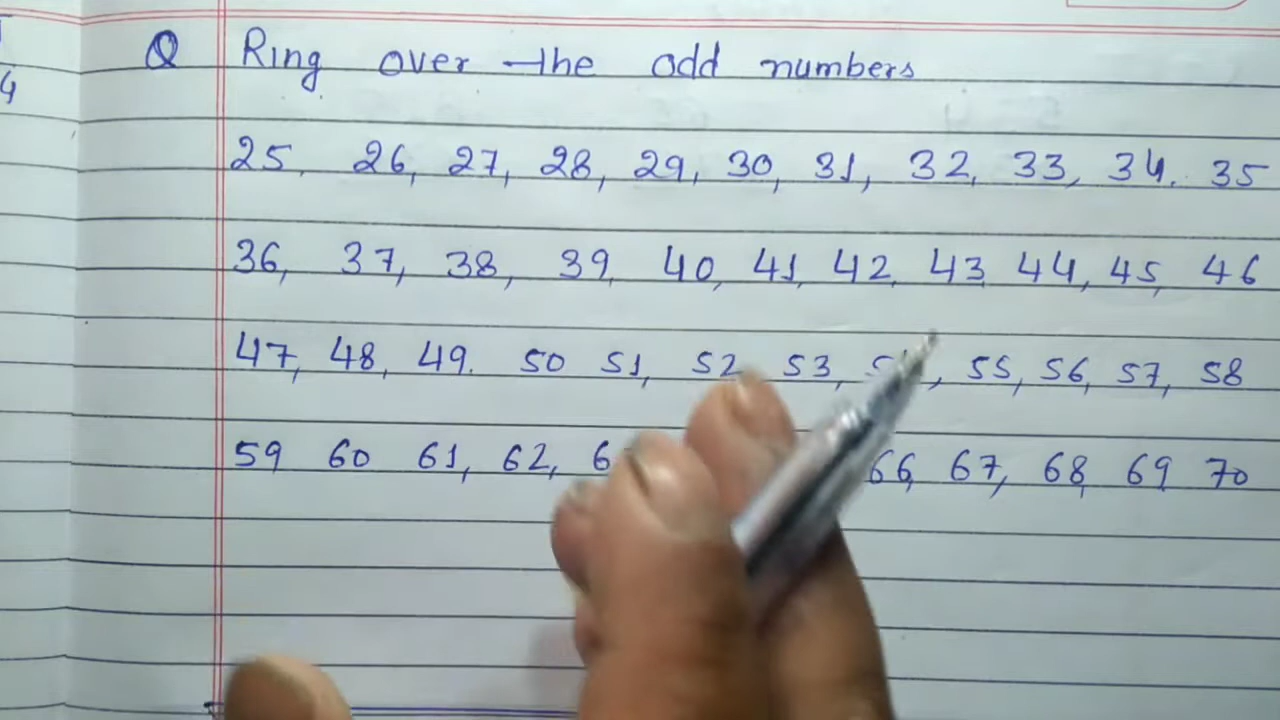 4
Q Ring over the odd numbers
25, 26, 27, 28, 29, 30, 31, 32, 33, 34, 35
36, 37, 38, 39, 40, 41, 42, 43, 44, 45, 46
47, 48, 49, 50 51, 52, 53, , 55, 56, 57, 58
59 60 61, 62, 66, 67, 68, 69 70